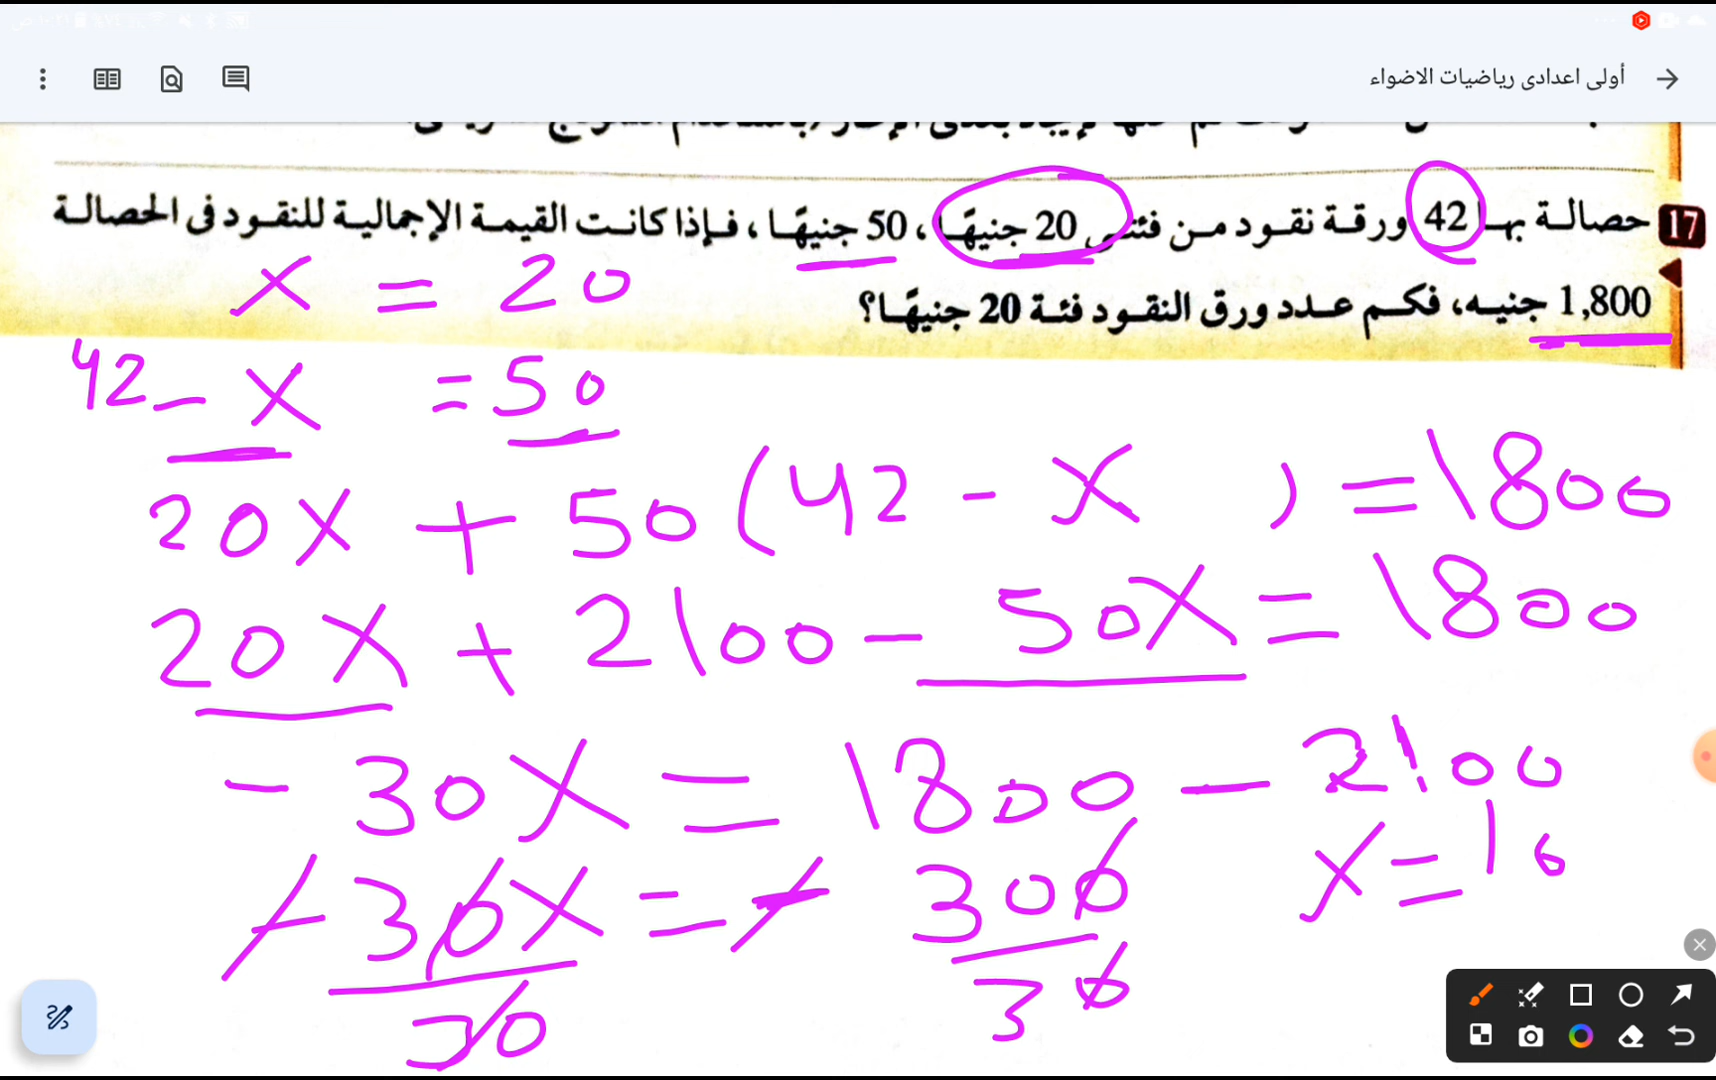 أولى اعدادى رياضيات الاضواء
17 حصالة بها 42 ورقة نقود من فئتى 20 جنيهًا، 50 جنيهًا، فإذا كانت القيمة الإجمالية للنقود فى الحصالة
1,800 جنيه، فكم عدد ورق النقود فئة 20 جنيهًا؟
x = 20
42 - x = 50
20x + 50 (42 - x ) = 1800
20x + 2100 - 50x = 1800
- 30x = 1800 - 2100
- 30x = - 300
30 30
x = 10